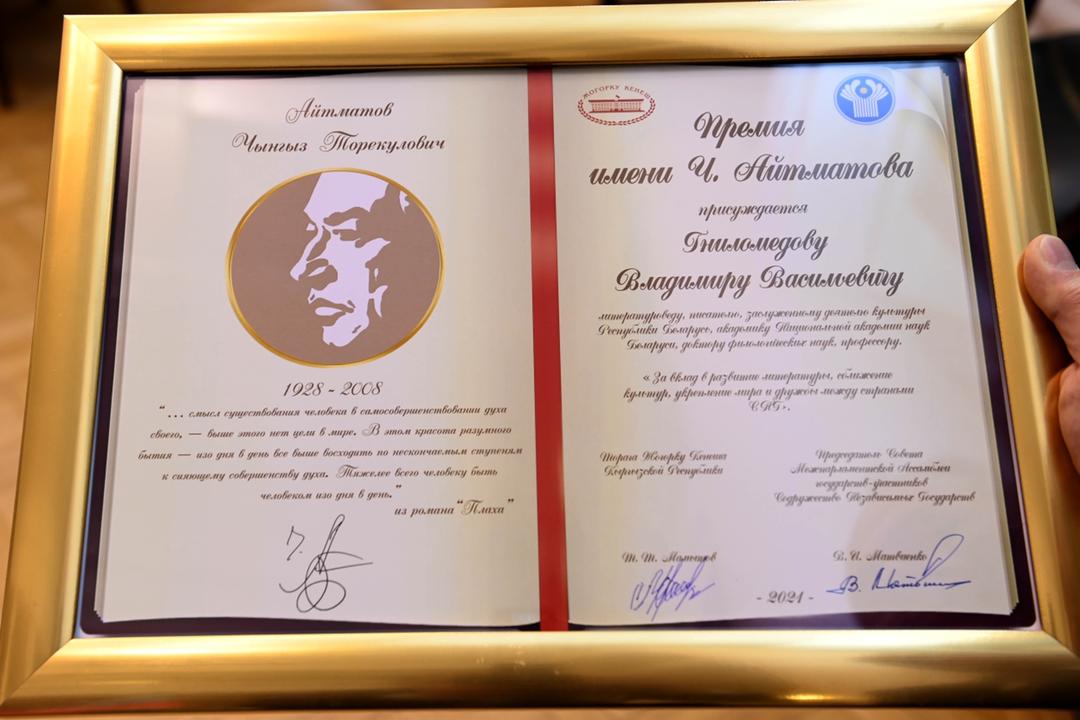 Айтматов
Чынгыз Торекулович
1928 - 2008
"... смысл существования человека в самосовершенствовании духа
своего, — выше этого нет цели в мире. В этом красота разумного
бытия — изо дня в день все выше восходить по нескончаемым ступеням
к сияющему совершенству духа. Тяжелее всего человеку быть
человеком изо дня в день."
из романа "Плаха"
ЖОГОРКУ КЕНЕШ
Премия
имени Ч. Айтматова
присуждается
Гниломедову
Владимиру Васильевичу
литературоведу, писателю, заслуженному деятелю культуры
Республики Беларусь, академику Национальной академии наук
Беларуси, доктору филологических наук, профессору.
«За вклад в развитие литературы, сближение
культур, укрепление мира и дружбы между странами
СНГ».
Торага Жогорку Кенеша
Кыргызской Республики
Председатель Совета
Межпарламентской Ассамблеи
государств-участников
Содружество Независимых Государств
Т. Т. Мамытов
В. И. Матвиенко
- 2021 -